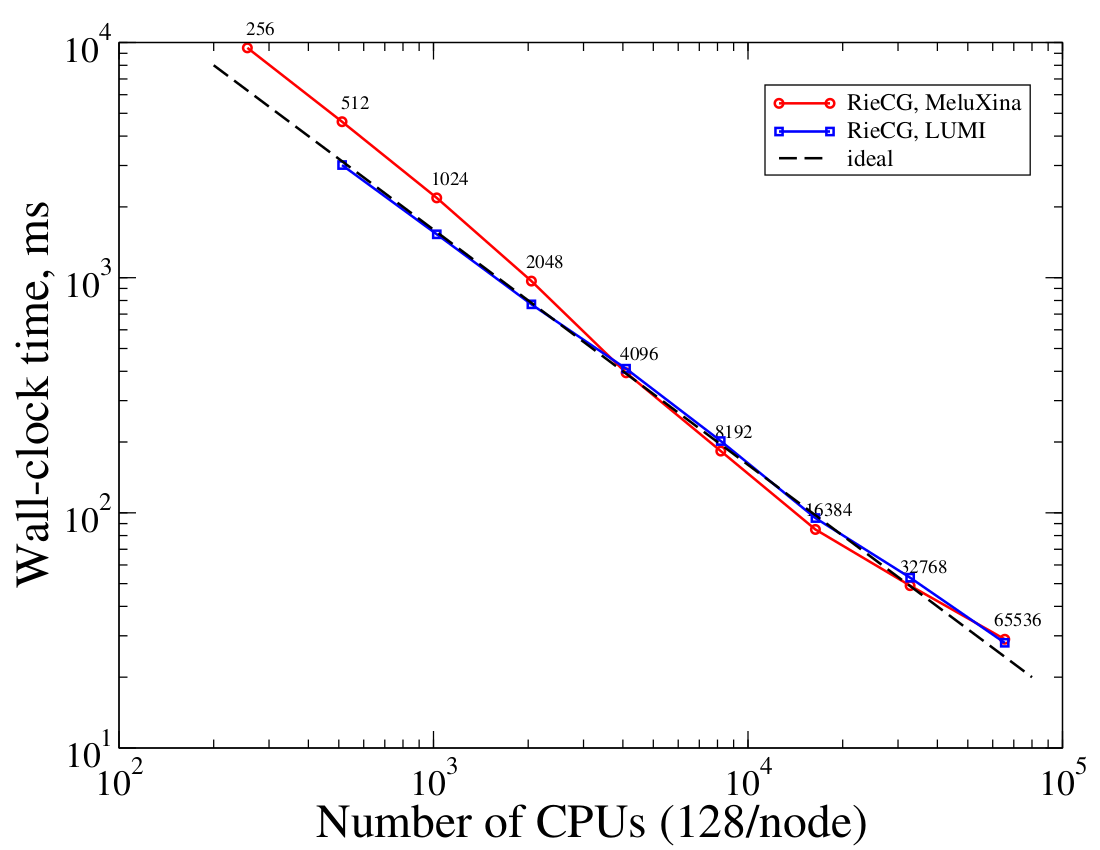 256
10^4
RieCG, MeluXina
512
RieCG, LUMI
ideal
1024
2048
10^3
4096
8192
Wall-clock time, ms
16384
10^2
32768
65536
10^1
10^2 10^3 10^4 10^5
Number of CPUs (128/node)